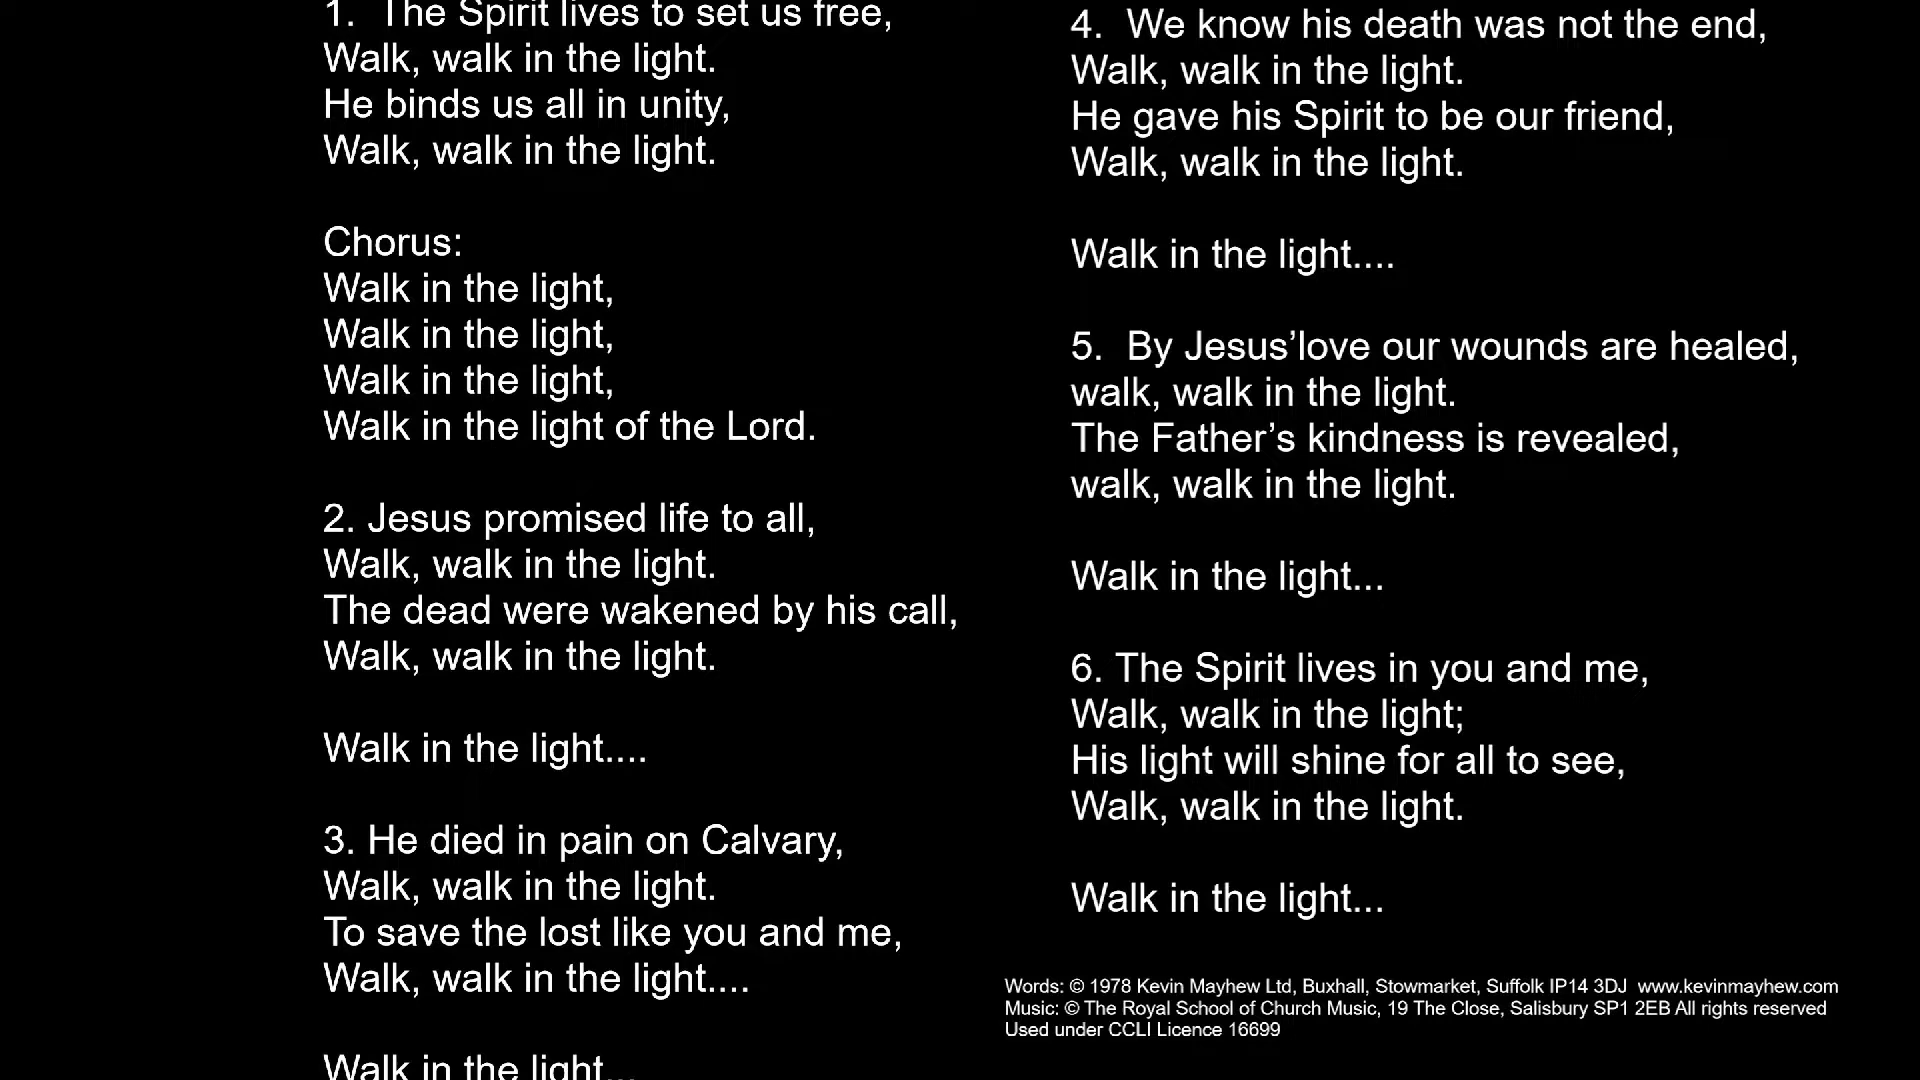 1. The Spirit lives to set us free,
Walk, walk in the light.
He binds us all in unity,
Walk, walk in the light.
Chorus:
Walk in the light,
Walk in the light,
Walk in the light,
Walk in the light of the Lord.
2. Jesus promised life to all,
Walk, walk in the light.
The dead were wakened by his call,
Walk, walk in the light.
Walk in the light....
3. He died in pain on Calvary,
Walk, walk in the light.
To save the lost like you and me,
Walk, walk in the light....
Walk in the light...
4. We know his death was not the end,
Walk, walk in the light.
He gave his Spirit to be our friend,
Walk, walk in the light.
Walk in the light....
5. By Jesus’love our wounds are healed,
walk, walk in the light.
The Father’s kindness is revealed,
walk, walk in the light.
Walk in the light...
6. The Spirit lives in you and me,
Walk, walk in the light;
His light will shine for all to see,
Walk, walk in the light.
Walk in the light...
Words: © 1978 Kevin Mayhew Ltd, Buxhall, Stowmarket, Suffolk IP14 3DJ www.kevinmayhew.com
Music: © The Royal School of Church Music, 19 The Close, Salisbury SP1 2EB All rights reserved
Used under CCLI Licence 16699